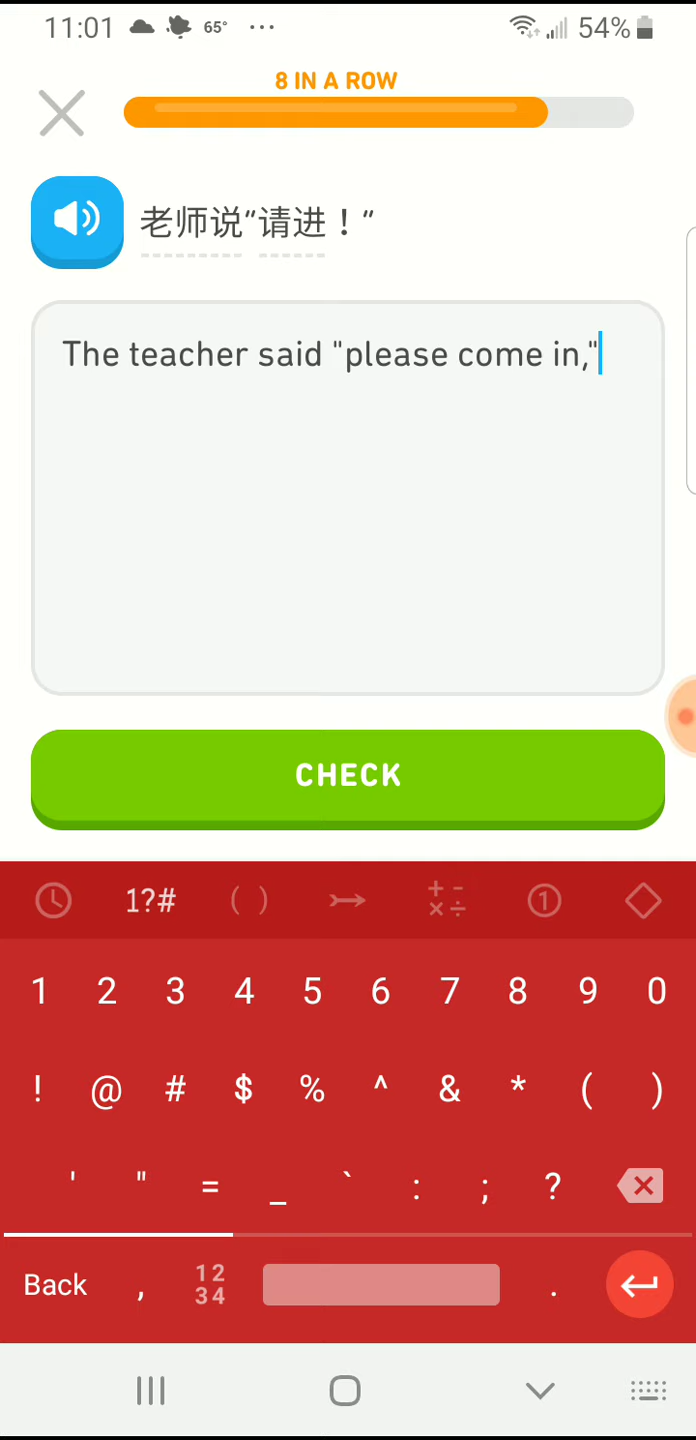 11:01 65° ... 54%
8 IN A ROW
老师说“请进！”
The teacher said "please come in,"
CHECK
1?# ( ) + - × ÷ 1
1 2 3 4 5 6 7 8 9 0
! @ # $ % ^ & * ( )
' " = _ ` : ; ?
Back , 12 34 .